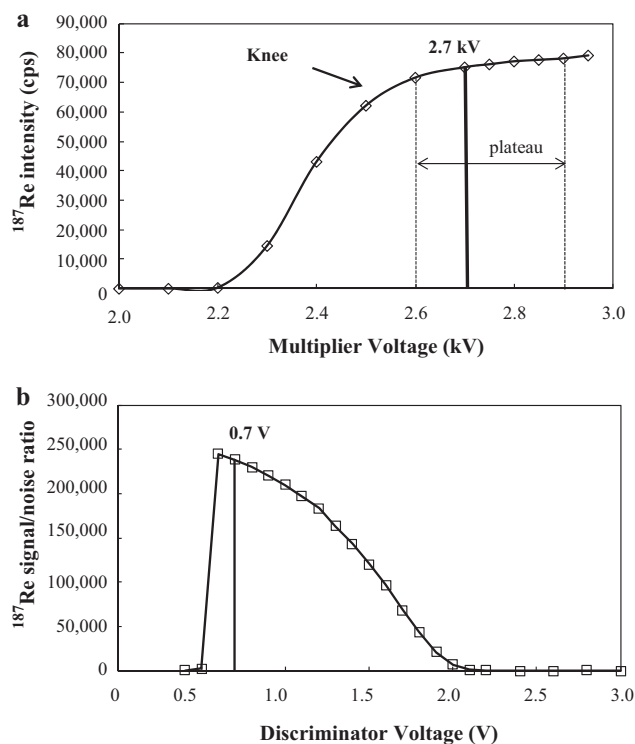 a
90,000
80,000
70,000
60,000
50,000
40,000
30,000
20,000
10,000
0
187Re intensity (cps)
Knee
2.7 kV
plateau
2.0 2.2 2.4 2.6 2.8 3.0
Multiplier Voltage (kV)
b
300,000
250,000
200,000
150,000
100,000
50,000
0
187Re signal/noise ratio
0.7 V
0 0.5 1.0 1.5 2.0 2.5 3.0
Discriminator Voltage (V)